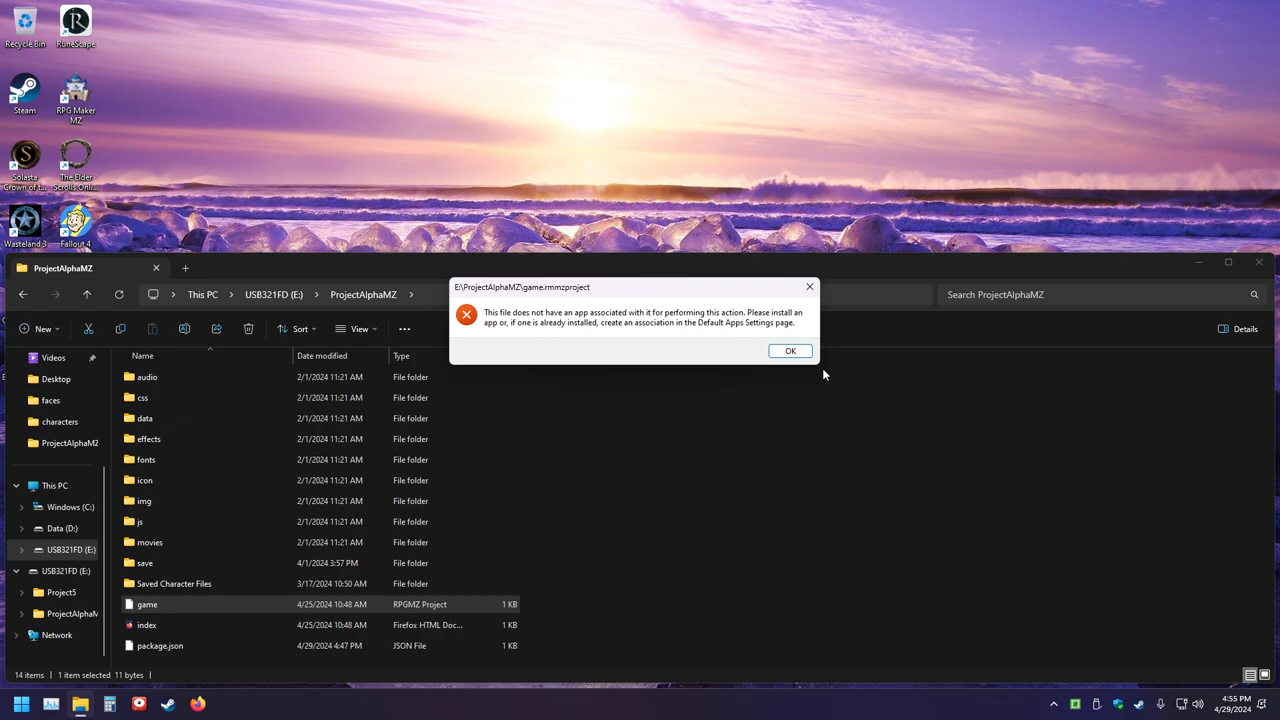 Recycle Bin
RuneScape
Steam
RPG Maker
MZ
Solasta
Crown of t...
The Elder
Scrolls Onli...
Wasteland 3
Fallout 4
ProjectAlphaMZ
This PC
USB321FD (E:)
ProjectAlphaMZ
Search ProjectAlphaMZ
New
Sort
View
Details
E:\ProjectAlphaMZ\game.rmmzproject
This file does not have an app associated with it for performing this action. Please install an
app or, if one is already installed, create an association in the Default Apps Settings page.
OK
Videos
Desktop
faces
characters
ProjectAlphaMZ
This PC
Windows (C:)
Data (D:)
USB321FD (E:)
USB321FD (E:)
Project5
ProjectAlphaM
Network
Name Date modified Type
audio 2/1/2024 11:21 AM File folder
css 2/1/2024 11:21 AM File folder
data 2/1/2024 11:21 AM File folder
effects 2/1/2024 11:21 AM File folder
fonts 2/1/2024 11:21 AM File folder
icon 2/1/2024 11:21 AM File folder
img 2/1/2024 11:21 AM File folder
js 2/1/2024 11:21 AM File folder
movies 2/1/2024 11:21 AM File folder
save 4/1/2024 3:57 PM File folder
Saved Character Files 3/17/2024 10:50 AM File folder
game 4/25/2024 10:48 AM RPGMZ Project 1 KB
index 4/25/2024 10:48 AM Firefox HTML Doc... 1 KB
package.json 4/29/2024 4:47 PM JSON File 1 KB
14 items 1 item selected 11 bytes
4:55 PM
4/29/2024